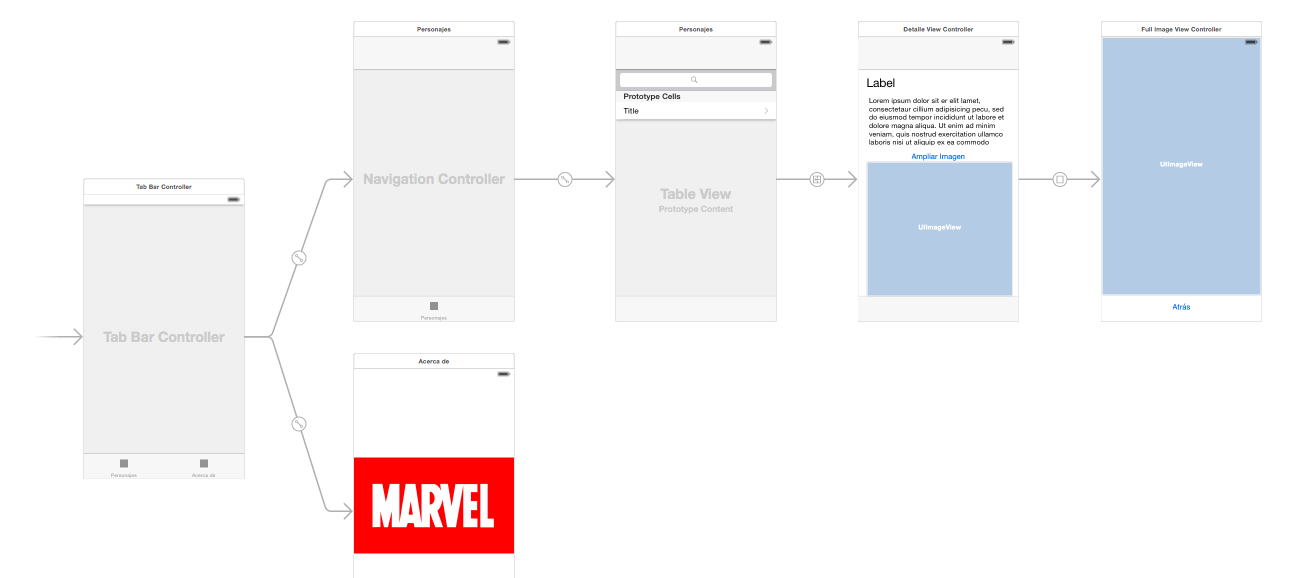 Tab Bar Controller
Tab Bar Controller
Personajes
Acerca de
Personajes
Navigation Controller
Personajes
Acerca de
MARVEL
Personajes
Prototype Cells
Title
Table View
Prototype Content
Detalle View Controller
Label
Lorem ipsum dolor sit er elit lamet,
consectetaur cillium adipisicing pecu, sed
do eiusmod tempor incididunt ut labore et
dolore magna aliqua. Ut enim ad minim
veniam, quis nostrud exercitation ullamco
laboris nisi ut aliquip ex ea commodo
Ampliar Imagen
UIImageView
Full Image View Controller
UIImageView
Atrás